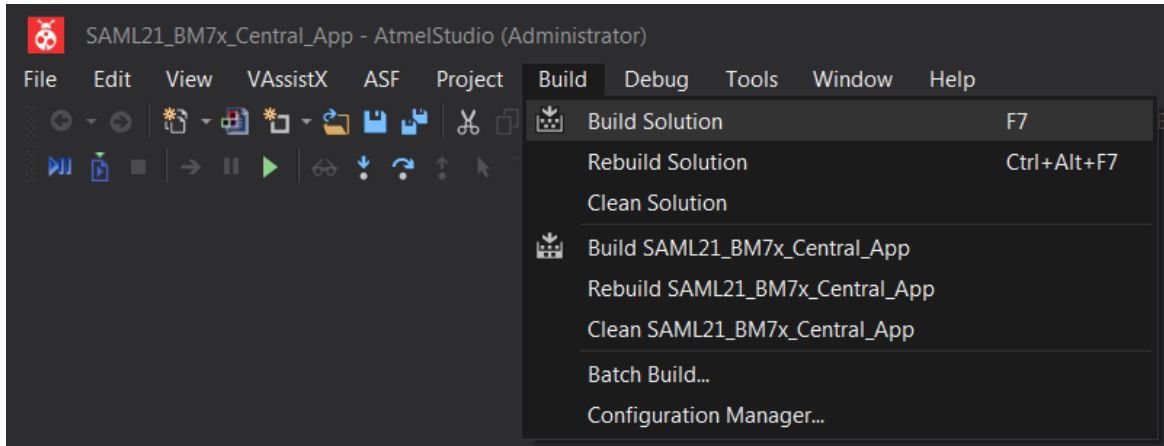 SAML21_BM7x_Central_App - AtmelStudio (Administrator)
File Edit View VAssistX ASF Project Build Debug Tools Window Help
Build Solution F7
Rebuild Solution Ctrl+Alt+F7
Clean Solution
Build SAML21_BM7x_Central_App
Rebuild SAML21_BM7x_Central_App
Clean SAML21_BM7x_Central_App
Batch Build...
Configuration Manager...